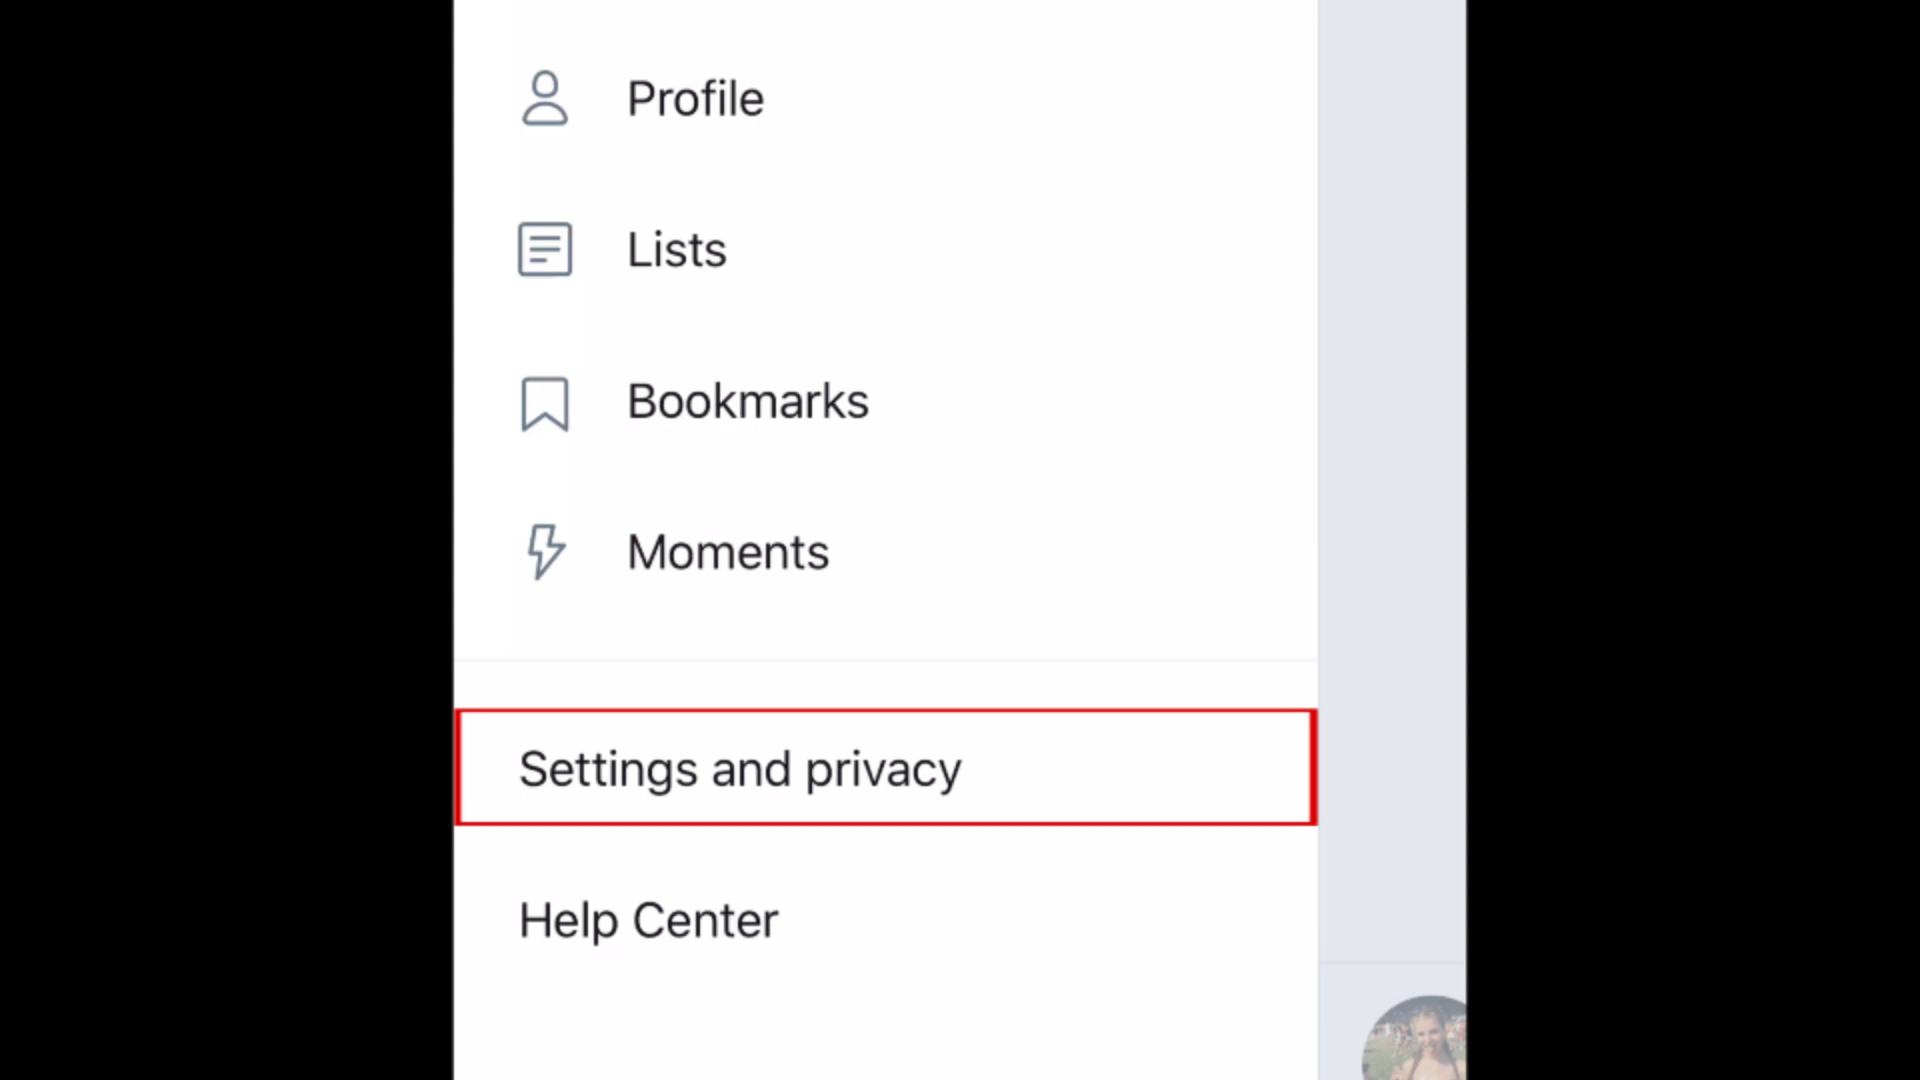 Profile
Lists
Bookmarks
Moments
Settings and privacy
Help Center